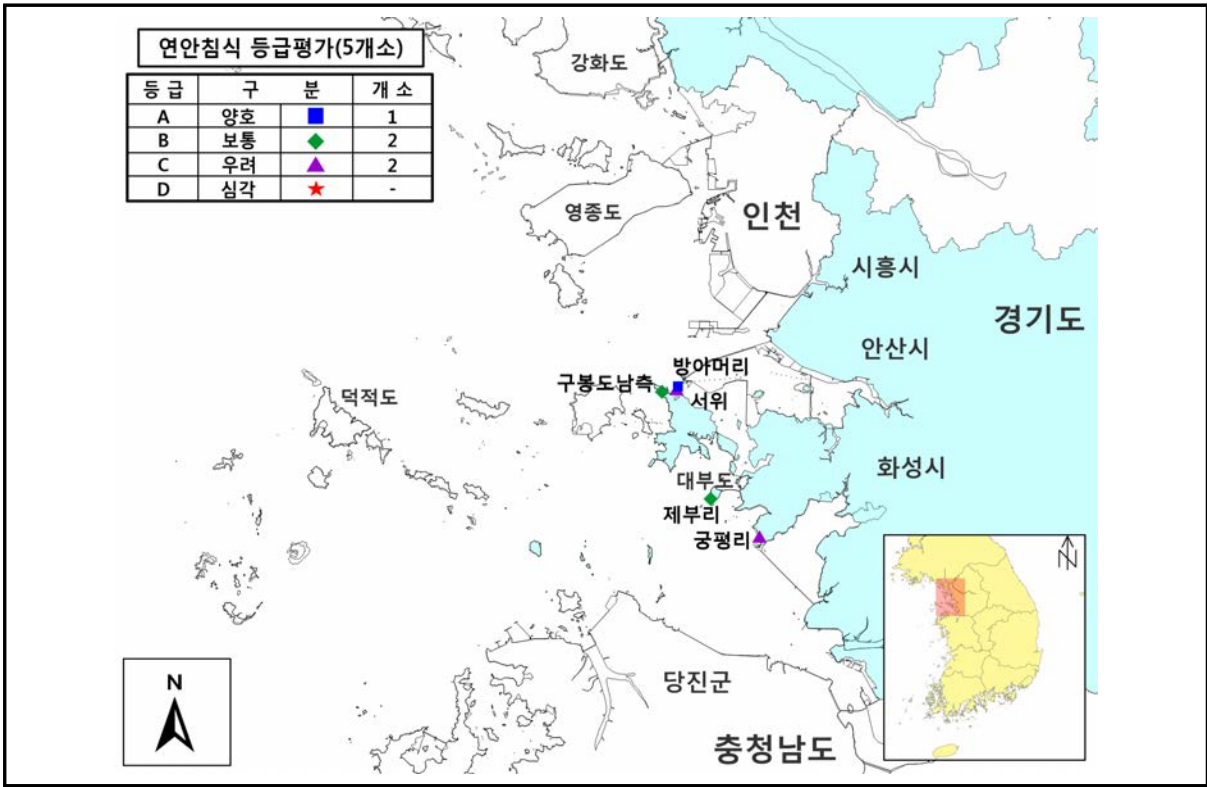 연안침식 등급평가(5개소)
등 급 구 분 개 소
A 양호 1
B 보통 2
C 우려 2
D 심각 -
강화도
영종도
인천
시흥시
경기도
안산시
방아머리
구봉도남측
서위
덕적도
화성시
대부도
제부리
궁평리
당진군
충청남도
N
N